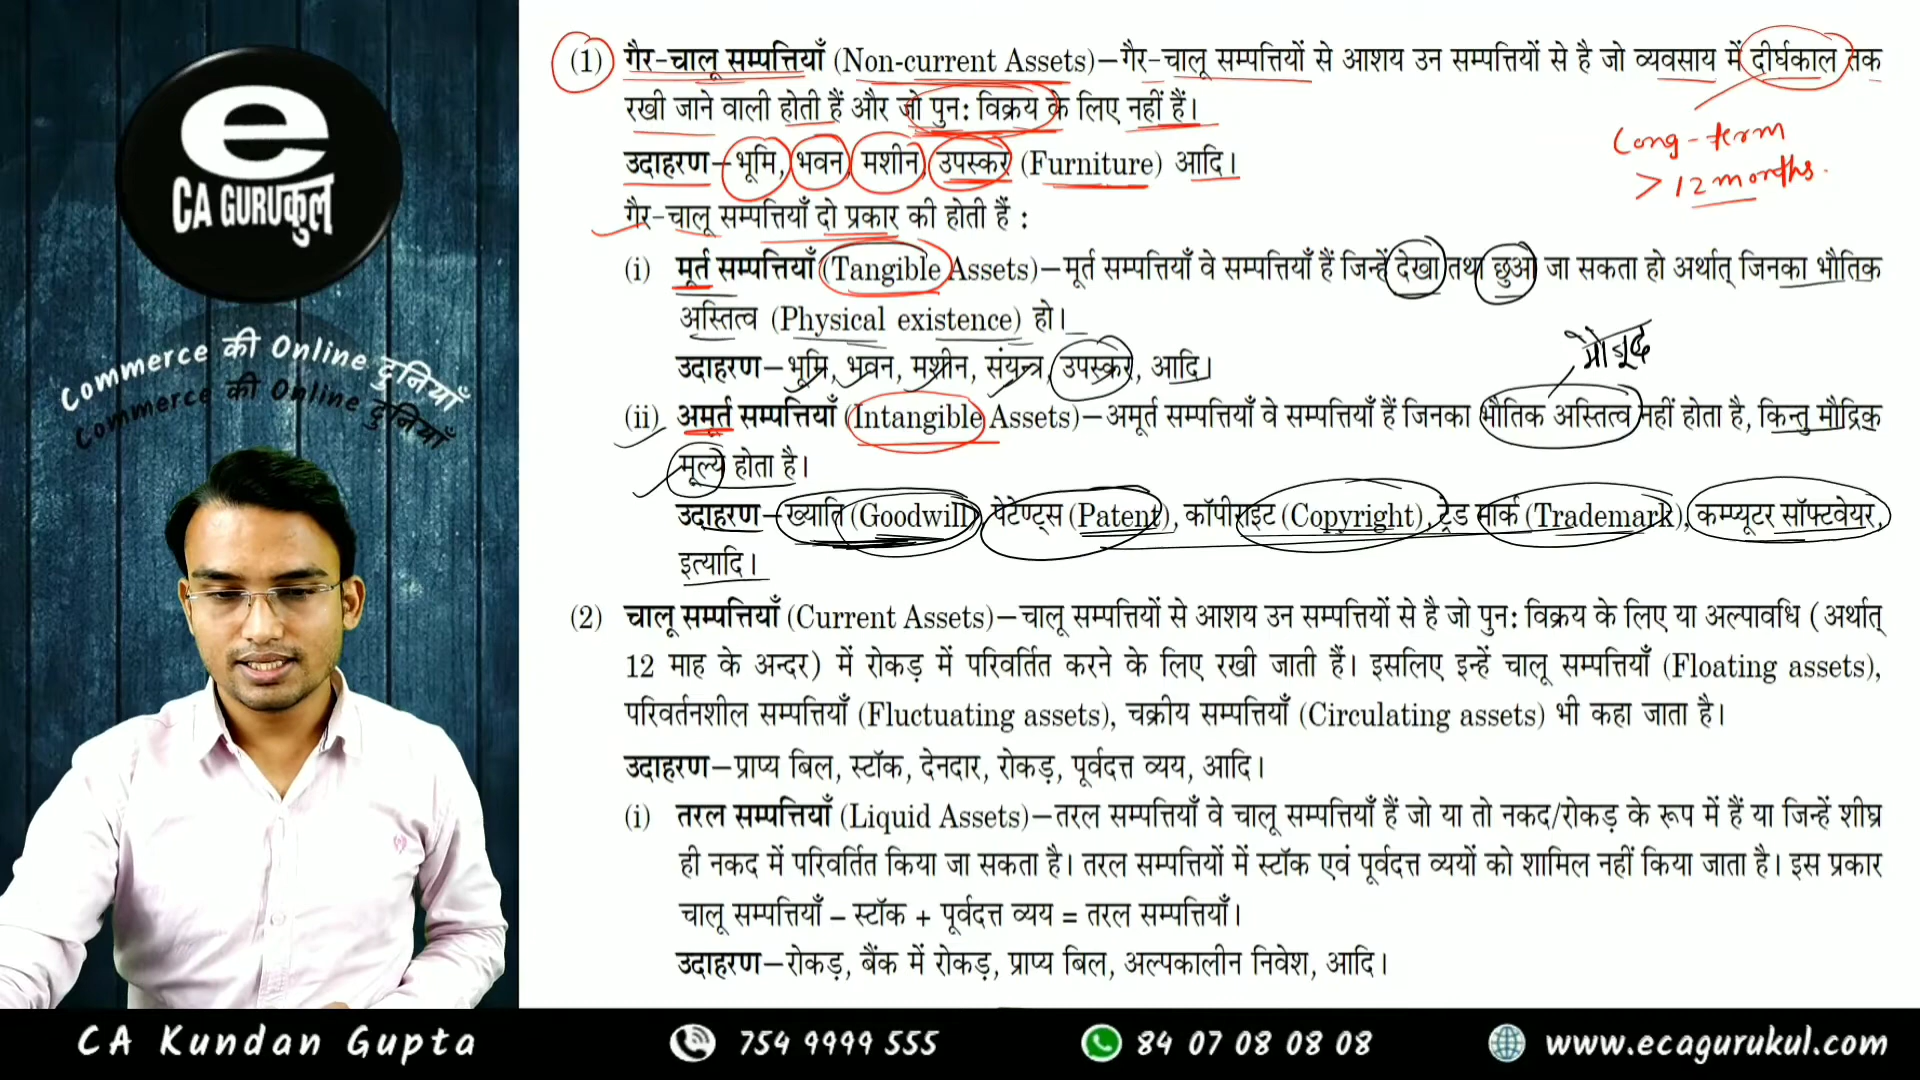 e
CA GURUकुल
Commerce की Online दुनियाँ
Commerce की Online दुनियाँ
(1) गैर-चालू सम्पत्तियाँ (Non-current Assets)–गैर-चालू सम्पत्तियों से आशय उन सम्पत्तियों से है जो व्यवसाय में दीर्घकाल तक
रखी जाने वाली होती हैं और जो पुन: विक्रय के लिए नहीं हैं।
Long-term
> 12 months.
उदाहरण–भूमि, भवन, मशीन, उपस्कर (Furniture) आदि।
गैर-चालू सम्पत्तियाँ दो प्रकार की होती हैं :
(i) मूर्त सम्पत्तियाँ (Tangible Assets)–मूर्त सम्पत्तियाँ वे सम्पत्तियाँ हैं जिन्हें देखा तथा छुआ जा सकता हो अर्थात् जिनका भौतिक
अस्तित्व (Physical existence) हो।
मौजूद
उदाहरण–भूमि, भवन, मशीन, संयन्त्र, उपस्कर, आदि।
(ii) अमूर्त सम्पत्तियाँ (Intangible Assets)–अमूर्त सम्पत्तियाँ वे सम्पत्तियाँ हैं जिनका भौतिक अस्तित्व नहीं होता है, किन्तु मौद्रिक
मूल्य होता है।
उदाहरण–ख्याति (Goodwill), पेटेण्ट्स (Patent), कॉपीराइट (Copyright), ट्रेड मार्क (Trademark), कम्प्यूटर सॉफ्टवेयर,
इत्यादि।
(2) चालू सम्पत्तियाँ (Current Assets)–चालू सम्पत्तियों से आशय उन सम्पत्तियों से है जो पुन: विक्रय के लिए या अल्पावधि (अर्थात्
12 माह के अन्दर) में रोकड़ में परिवर्तित करने के लिए रखी जाती हैं। इसलिए इन्हें चालू सम्पत्तियाँ (Floating assets),
परिवर्तनशील सम्पत्तियाँ (Fluctuating assets), चक्रीय सम्पत्तियाँ (Circulating assets) भी कहा जाता है।
उदाहरण–प्राप्य बिल, स्टॉक, देनदार, रोकड़, पूर्वदत्त व्यय, आदि।
(i) तरल सम्पत्तियाँ (Liquid Assets)–तरल सम्पत्तियाँ वे चालू सम्पत्तियाँ हैं जो या तो नकद/रोकड़ के रूप में हैं या जिन्हें शीघ्र
ही नकद में परिवर्तित किया जा सकता है। तरल सम्पत्तियों में स्टॉक एवं पूर्वदत्त व्ययों को शामिल नहीं किया जाता है। इस प्रकार
चालू सम्पत्तियाँ – स्टॉक + पूर्वदत्त व्यय = तरल सम्पत्तियाँ।
उदाहरण–रोकड़, बैंक में रोकड़, प्राप्य बिल, अल्पकालीन निवेश, आदि।
CA Kundan Gupta
754 9999 555
84 07 08 08 08
www.ecagurukul.com